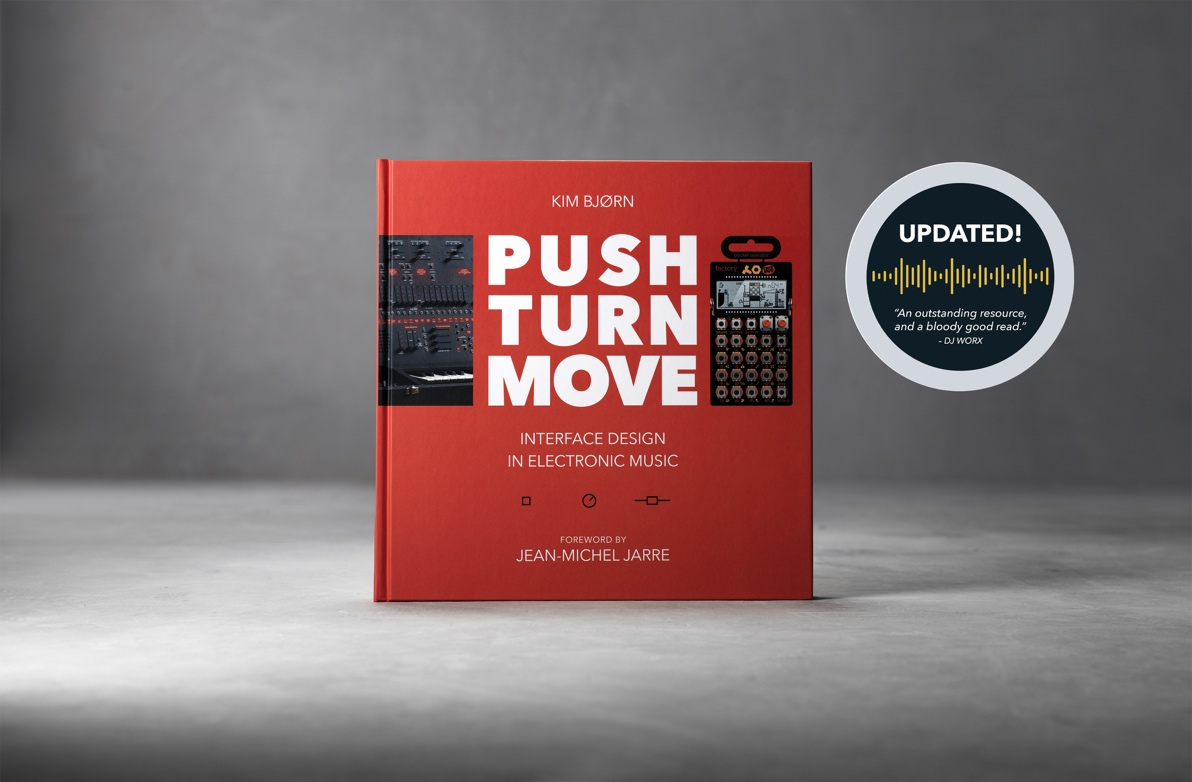 KIM BJØRN
PUSH
TURN
MOVE
factory
INTERFACE DESIGN
IN ELECTRONIC MUSIC
FOREWORD BY
JEAN-MICHEL JARRE
UPDATED!
“An outstanding resource,
and a bloody good read.”
– DJ WORX